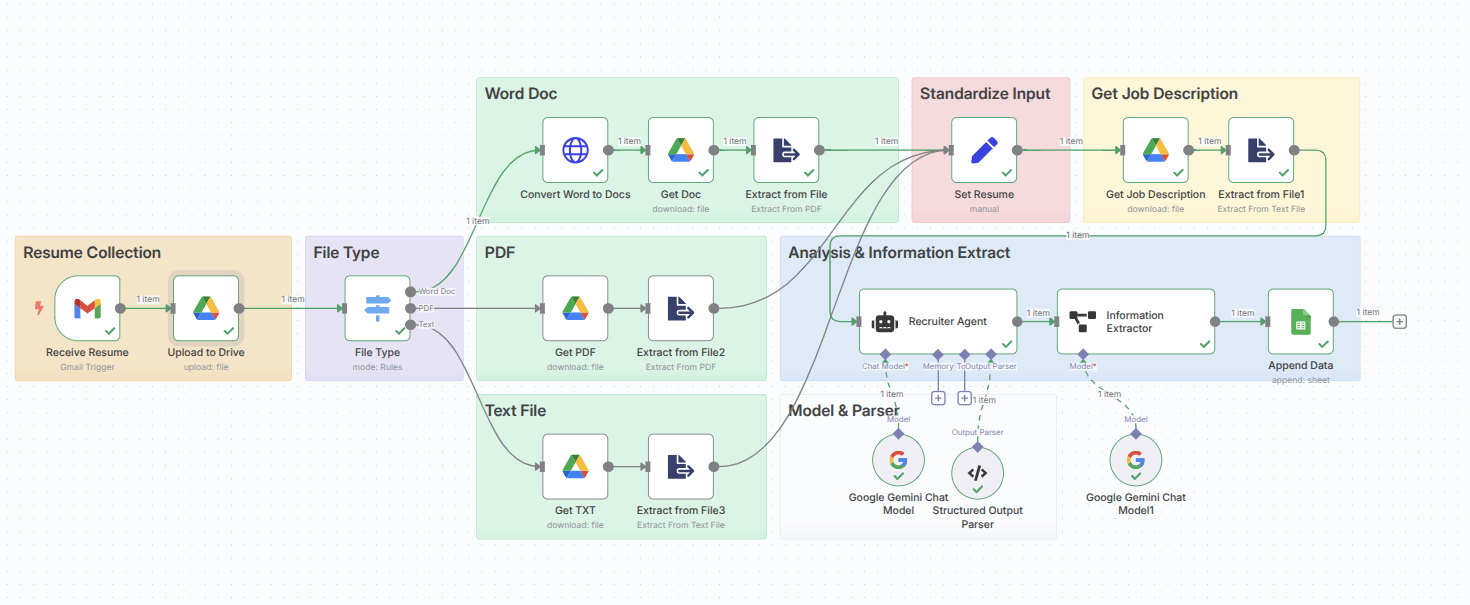 Word Doc
1 item
1 item
1 item
Convert Word to Docs
Get Doc
download: file
Extract from File
Extract From PDF
Standardize Input
1 item
Set Resume
manual
Get Job Description
1 item
Get Job Description
download: file
Extract from File1
Extract From Text File
1 item
1 item
Resume Collection
1 item
1 item
Receive Resume
Gmail Trigger
Upload to Drive
upload: file
File Type
Word Doc
PDF
Text
File Type
mode: Rules
PDF
Get PDF
download: file
Extract from File2
Extract From PDF
Analysis & Information Extract
Recruiter Agent
1 item
Information
Extractor
1 item
1 item
Chat Model*
Memory
To
Output Parser
Model*
Append Data
append: sheet
Text File
Get TXT
download: file
Extract from File3
Extract From Text File
Model & Parser
1 item
1 item
1 item
Model
Output Parser
Model
Google Gemini Chat
Model
Structured Output
Parser
Google Gemini Chat
Model1